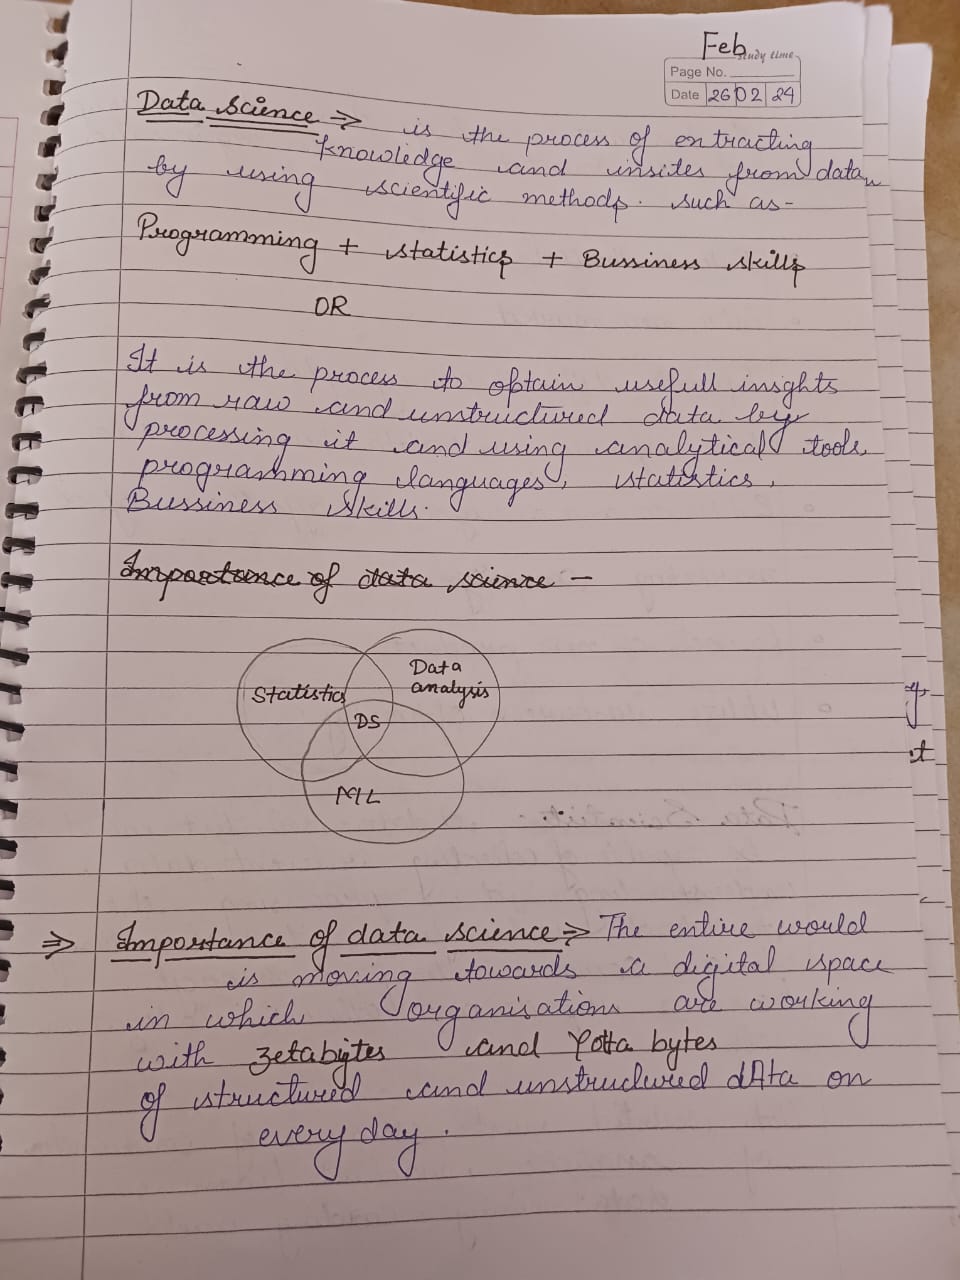 Feb
study time
Page No.
Date 26 02 24
Data science ⇒ is the process of extracting
knowledge and insites from data
by using scientific methods. such as-
Programming + statistics + Bussiness skills
OR
It is the process to obtain usefull insghts
from raw and unstructured data by
processing it and using analytical tools,
programming languages, statistics,
Bussiness skills.
Importance of data science -
Statistics
Data
analysis
DS
ML
⇒ Importance of data science ⇒ The entire would
is moving towards a digital space
in which organisations are working
with zetabytes and Yotta bytes
of structured and unstructured dAta on
every day.